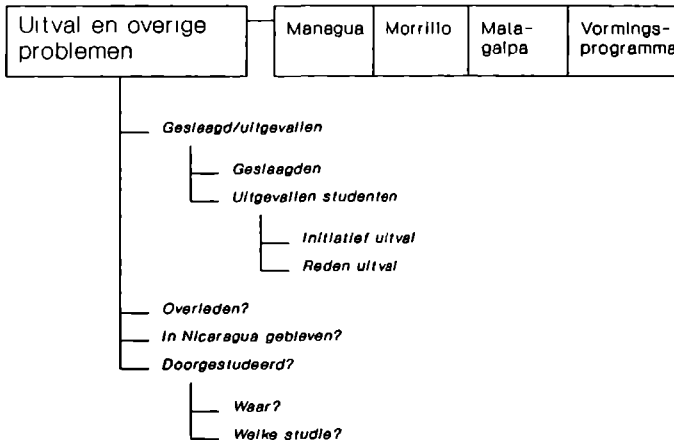 Uitval en overige
problemen
Managua
Morrillo
Mata-
galpa
Vormings-
programma
Geslaagd/uitgevallen
Geslaagden
Uitgevallen studenten
Initiatief uitval
Reden uitval
Overleden?
In Nicaragua gebleven?
Doorgestudeerd?
Waar?
Welke studie?